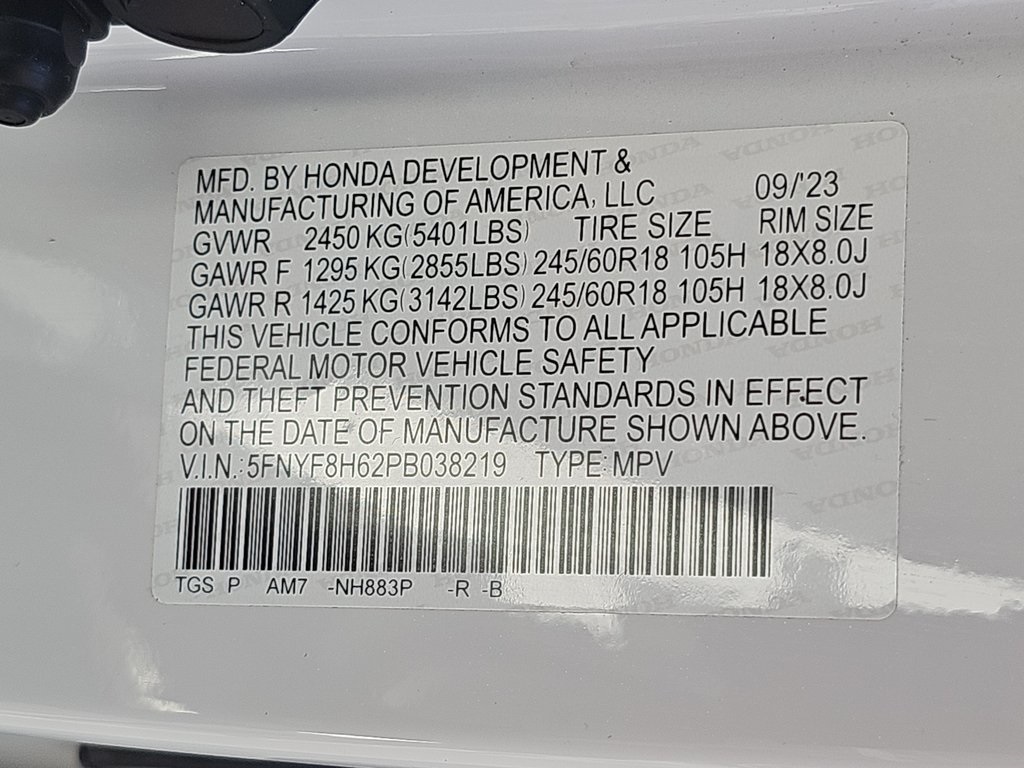 MFD. BY HONDA DEVELOPMENT &
MANUFACTURING OF AMERICA, LLC 09/'23
GVWR 2450 KG(5401LBS) TIRE SIZE RIM SIZE
GAWR F 1295 KG(2855LBS) 245/60R18 105H 18X8.0J
GAWR R 1425 KG(3142LBS) 245/60R18 105H 18X8.0J
THIS VEHICLE CONFORMS TO ALL APPLICABLE
FEDERAL MOTOR VEHICLE SAFETY
AND THEFT PREVENTION STANDARDS IN EFFECT
ON THE DATE OF MANUFACTURE SHOWN ABOVE.
V.I.N.: 5FNYF8H62PB038219 TYPE: MPV
TGS P AM7 -NH883P -R -B